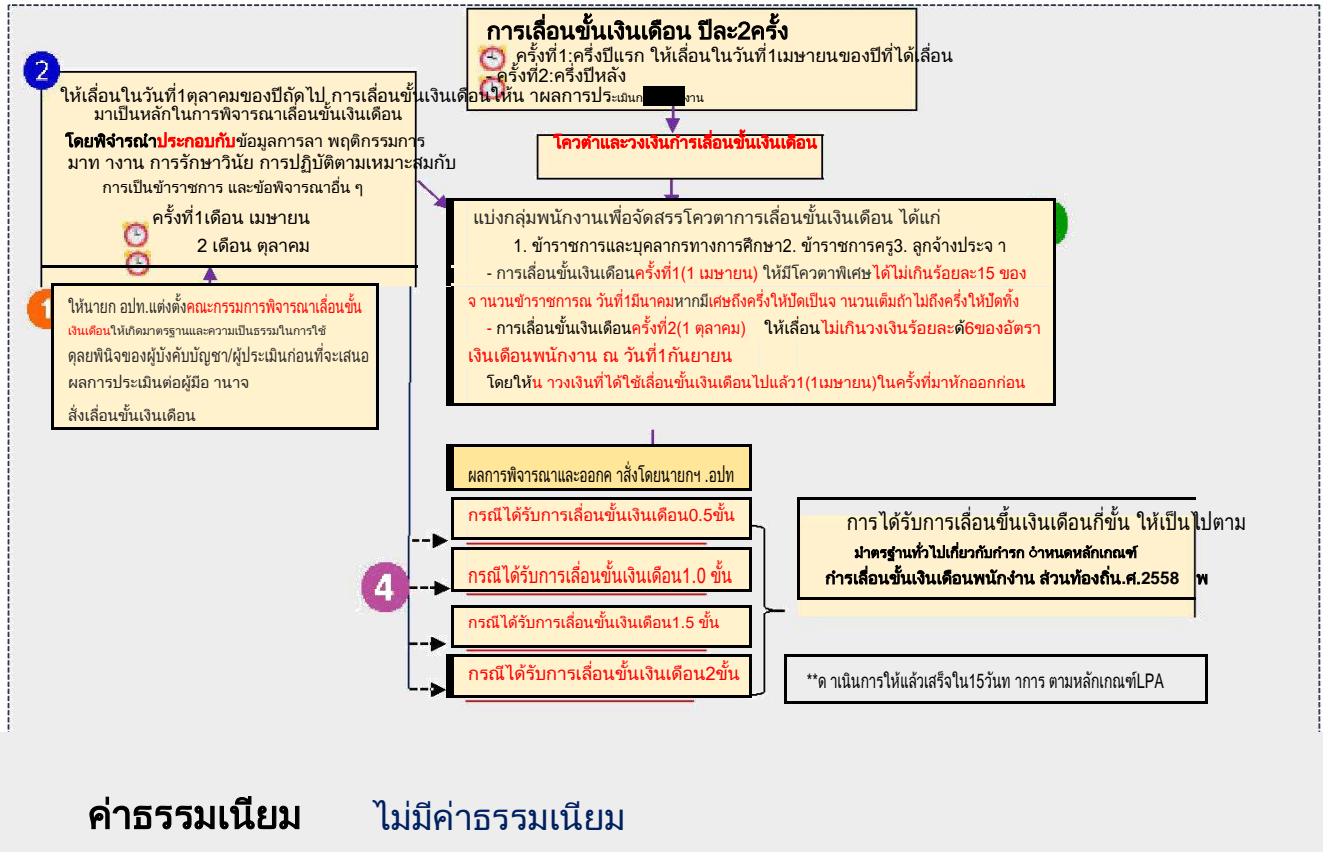 การเลื่อนขั้นเงินเดือน ปีละ2ครั้ง
ครั้งที่1:ครึ่งปีแรก ให้เลื่อนในวันที่1เมษายนของปีที่ได้เลื่อน
- ครั้งที่2:ครึ่งปีหลัง
2
ให้เลื่อนในวันที่1ตุลาคมของปีถัดไป การเลื่อนขั้นเงินเดือน ให้น าผลการประเมินก งาน
มาเป็นหลักในการพิจารณาเลื่อนขั้นเงินเดือน
โดยพิจำรณำประกอบกับข้อมูลการลา พฤติกรรมการ
มาท างาน การรักษาวินัย การปฏิบัติตามเหมาะสมกับ
การเป็นข้าราชการ และข้อพิจารณาอื่น ๆ
ครั้งที่1เดือน เมษายน
2 เดือน ตุลาคม
โควตำและวงเงินกำรเลื่อนขั้นเงินเดือน
แบ่งกลุ่มพนักงานเพื่อจัดสรรโควตาการเลื่อนขั้นเงินเดือน ได้แก่
1. ข้าราชการและบุคลากรทางการศึกษา2. ข้าราชการครู3. ลูกจ้างประจ า
- การเลื่อนขั้นเงินเดือนครั้งที่1(1 เมษายน) ให้มีโควตาพิเศษได้ไม่เกินร้อยละ15 ของ
จ านวนข้าราชการณ วันที่1มีนาคมหากมีเศษถึงครึ่งให้ปัดเป็นจ านวนเต็มถ้าไม่ถึงครึ่งให้ปัดทิ้ง
- การเลื่อนขั้นเงินเดือนครั้งที่2(1 ตุลาคม) ให้เลื่อนไม่เกินวงเงินร้อยละด้6ของอัตรา
เงินเดือนพนักงาน ณ วันที่1กันยายน
โดยให้น าวงเงินที่ได้ใช้เลื่อนขั้นเงินเดือนไปแล้ว1(1เมษายน)ในครั้งที่มาหักออกก่อน
1
ให้นายก อปท.แต่งตั้งคณะกรรมการพิจารณาเลื่อนขั้น
เงินเดือนให้เกิดมาตรฐานและความเป็นธรรมในการใช้
ดุลยพินิจของผู้บังคับบัญชา/ผู้ประเมินก่อนที่จะเสนอ
ผลการประเมินต่อผู้มีอ านาจ
สั่งเลื่อนขั้นเงินเดือน
ผลการพิจารณาและออกค าสั่งโดยนายกฯ .อปท
4
กรณีได้รับการเลื่อนขั้นเงินเดือน0.5ขั้น
กรณีได้รับการเลื่อนขั้นเงินเดือน1.0 ขั้น
กรณีได้รับการเลื่อนขั้นเงินเดือน1.5 ขั้น
กรณีได้รับการเลื่อนขั้นเงินเดือน2ขั้น
การได้รับการเลื่อนขึ้นเงินเดือนกี่ขั้น ให้เป็นไปตาม
มำตรฐำนทั่วไปเกี่ยวกับกำรก ำหนดหลักเกณฑ์
กำรเลื่อนขั้นเงินเดือนพนักงำน ส่วนท้องถิ่น.ศ.2558 พ
**ด าเนินการให้แล้วเสร็จใน15วันท าการ ตามหลักเกณฑ์LPA
ค่าธรรมเนียม ไม่มีค่าธรรมเนียม